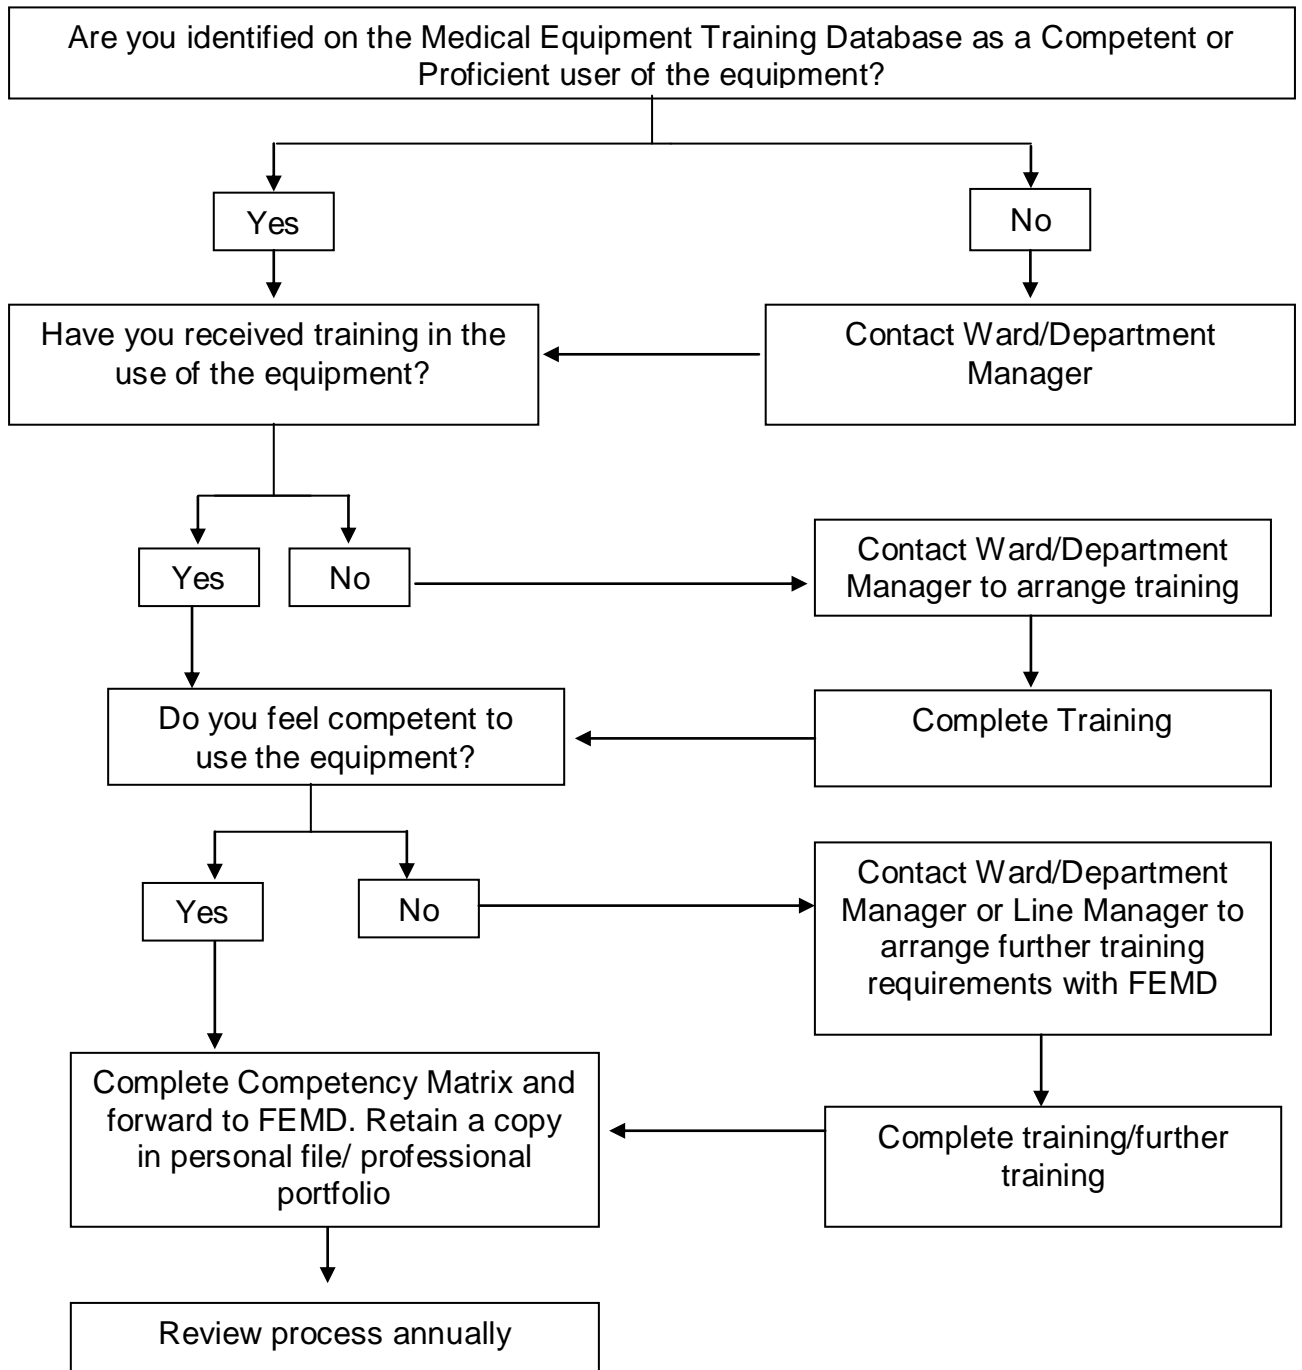 Are you identified on the Medical Equipment Training Database as a Competent or
Proficient user of the equipment?
Yes
No
Have you received training in the
use of the equipment?
Contact Ward/Department
Manager
Yes
No
Contact Ward/Department
Manager to arrange training
Do you feel competent to
use the equipment?
Complete Training
Yes
No
Contact Ward/Department
Manager or Line Manager to
arrange further training
requirements with FEMD
Complete Competency Matrix and
forward to FEMD. Retain a copy
in personal file/ professional
portfolio
Complete training/further
training
Review process annually